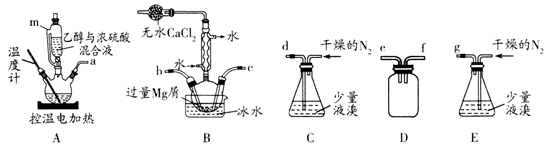 m
乙醇与浓硫酸
混合液
温度计
a
控温电加热
A
无水CaCl₂
水
水
b
c
过量Mg屑
冰水
B
d
干燥的N₂
少量
液溴
C
e
f
D
g
干燥的N₂
少量
液溴
E